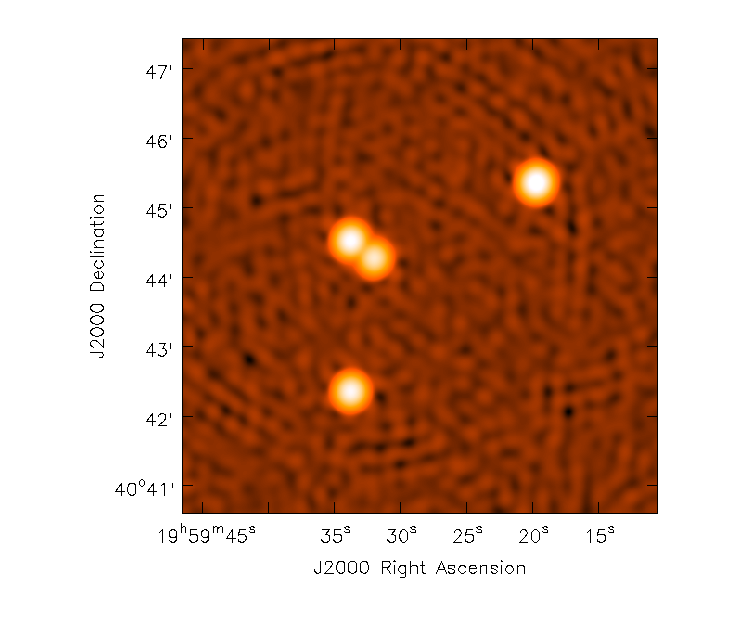 47'
46'
45'
44'
43'
42'
40°41'
J2000 Declination
19ʰ59ᵐ45ˢ 35ˢ 30ˢ 25ˢ 20ˢ 15ˢ
J2000 Right Ascension